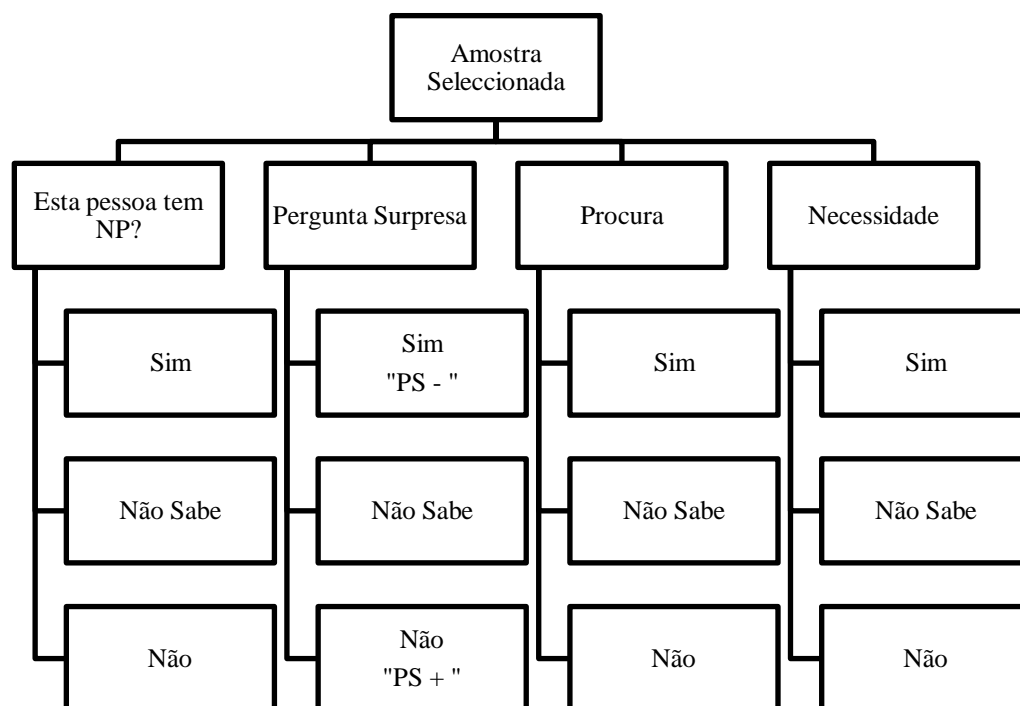 Amostra
Seleccionada
Esta pessoa tem
NP?
Pergunta Surpresa
Procura
Necessidade
Sim
Sim
"PS - "
Sim
Sim
Não Sabe
Não Sabe
Não Sabe
Não Sabe
Não
Não
"PS + "
Não
Não